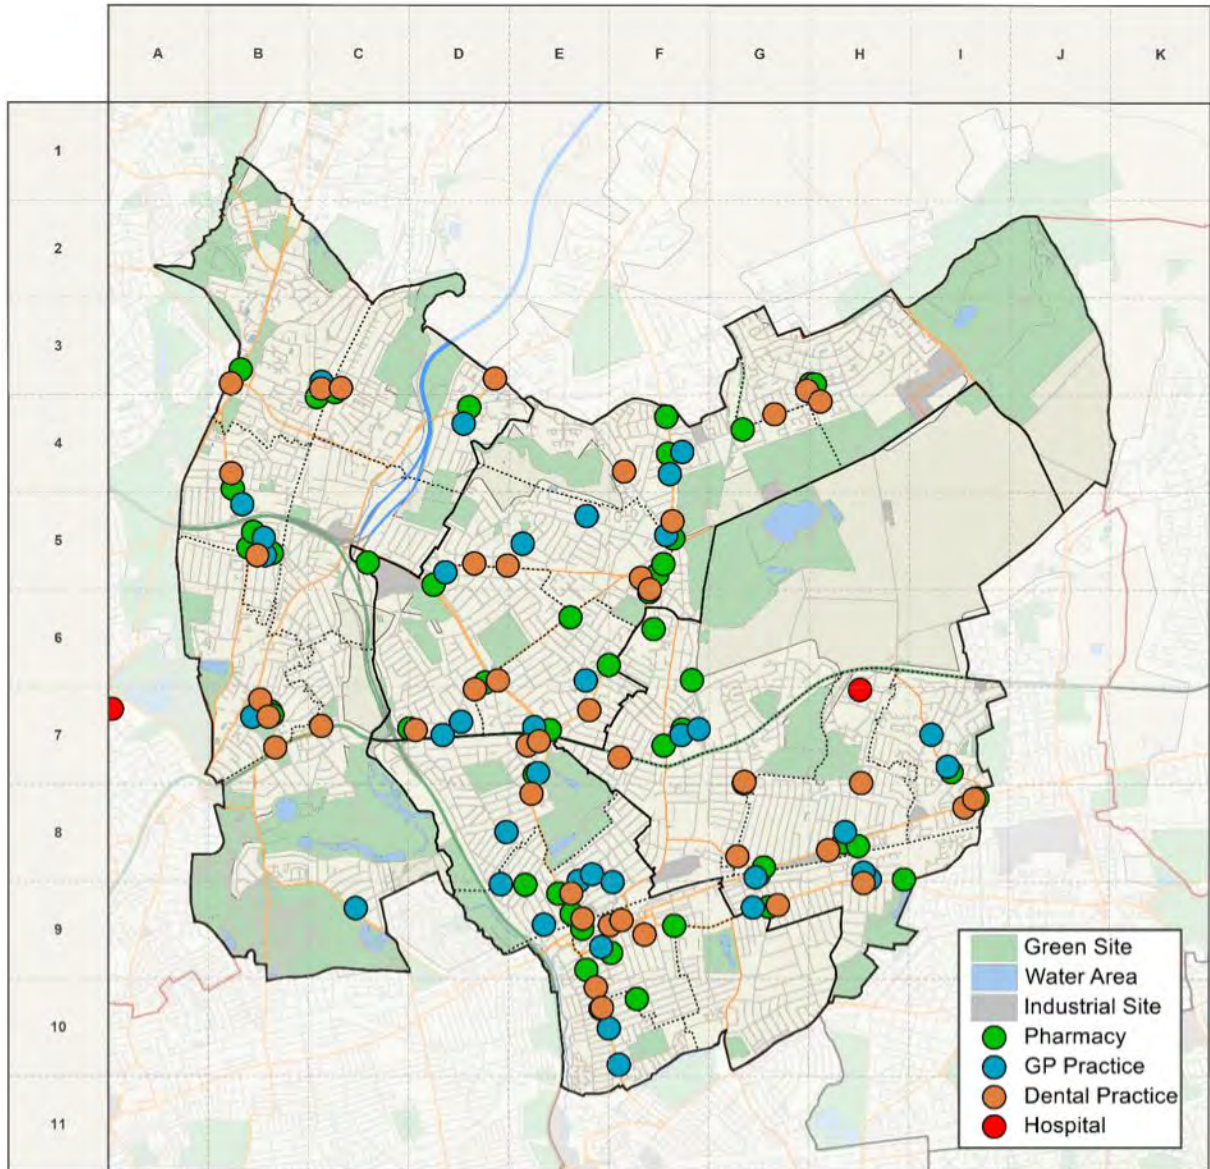 A B C D E F G H I J K
1
2
3
4
5
6
7
8
9
10
11
Green Site
Water Area
Industrial Site
Pharmacy
GP Practice
Dental Practice
Hospital